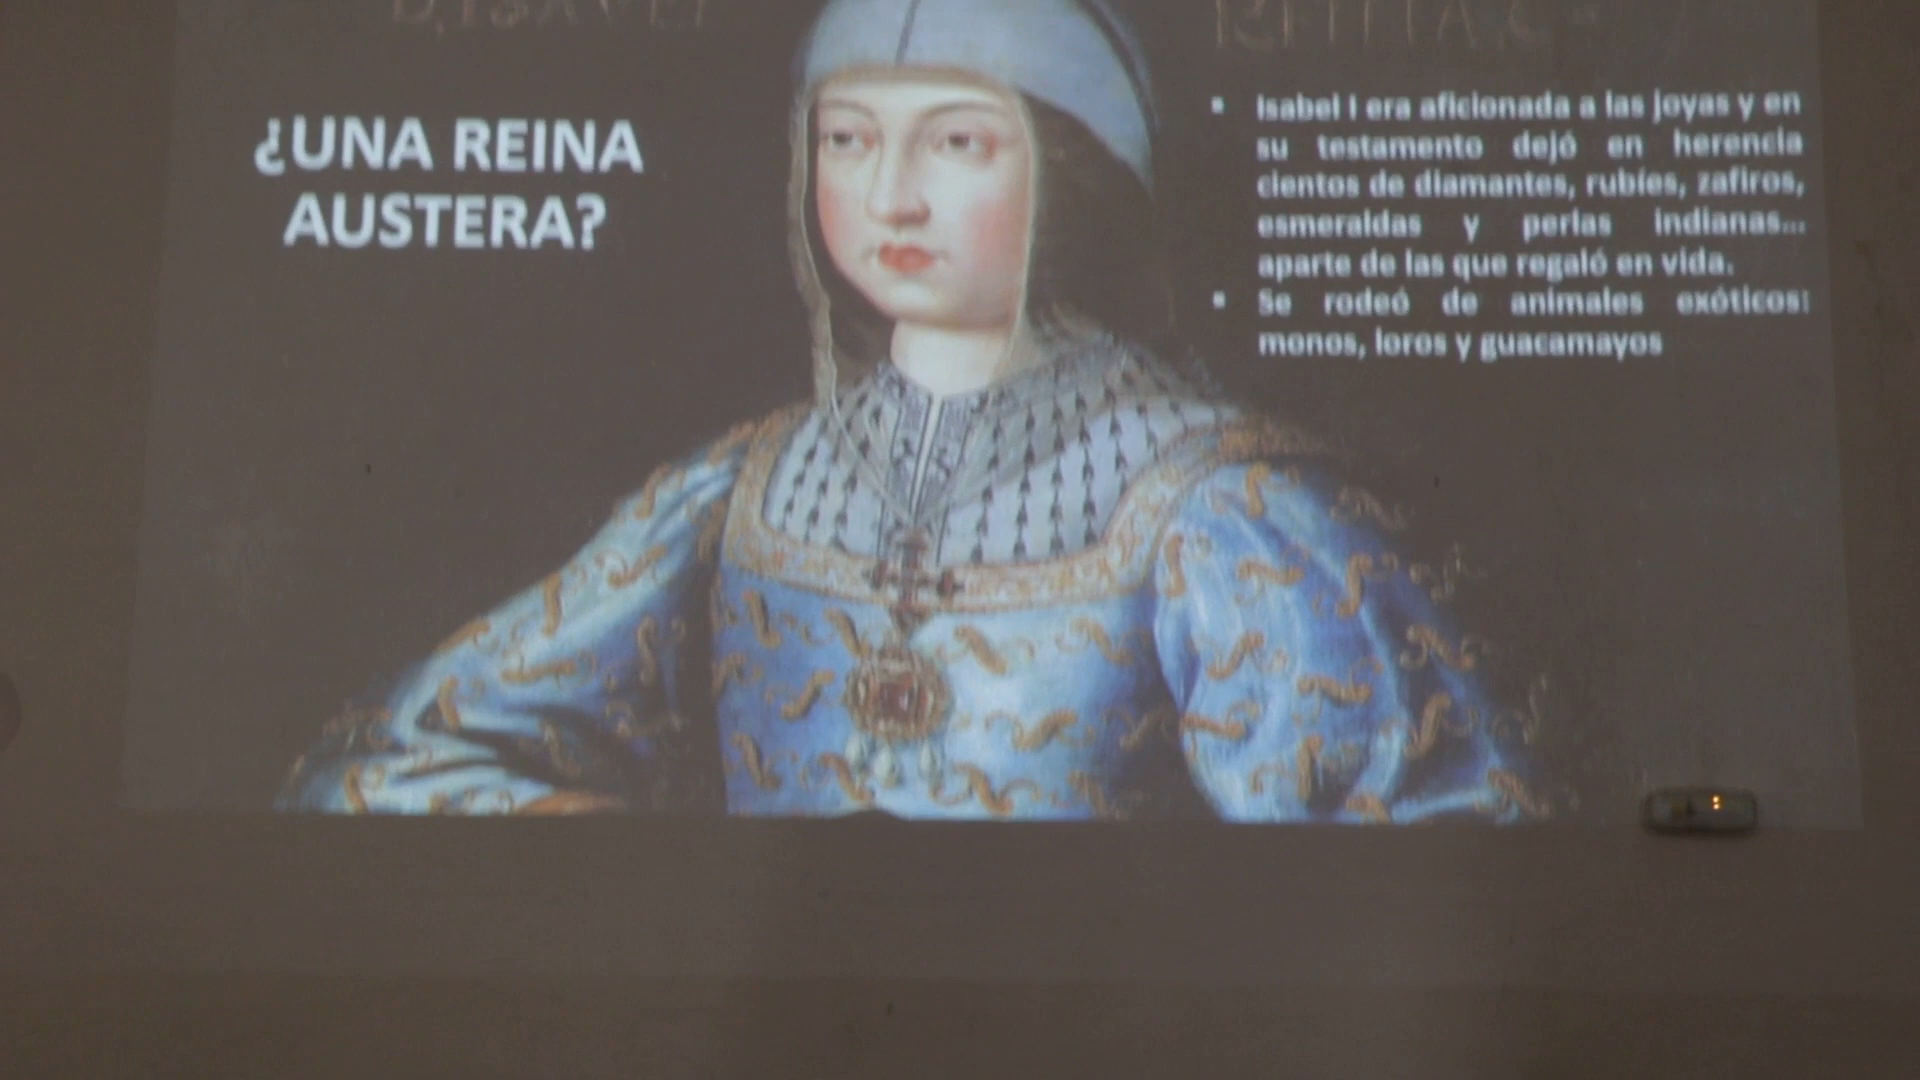 ¿UNA REINA
AUSTERA?
▪ Isabel I era aficionada a las joyas y en
su testamento dejó en herencia
cientos de diamantes, rubíes, zafiros,
esmeraldas y perlas indianas...
aparte de las que regaló en vida.
▪ Se rodeó de animales exóticos:
monos, loros y guacamayos